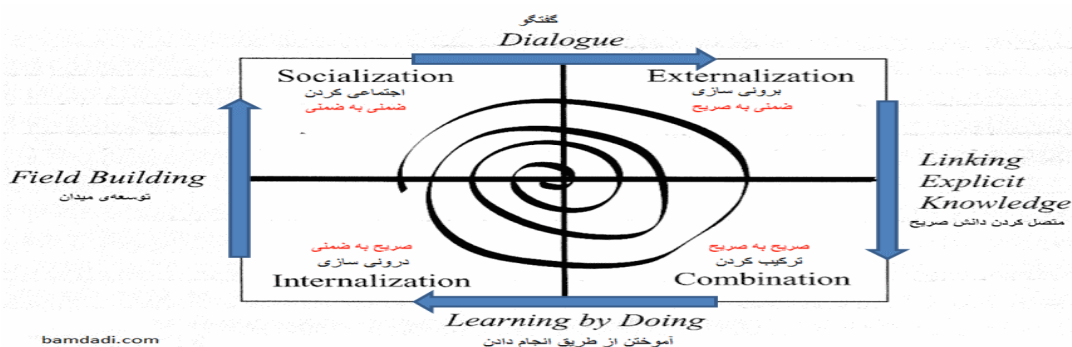 گفتگو
Dialogue
Socialization
اجتماعی کردن
ضمنی به ضمنی
Externalization
برونی سازی
ضمنی به صریح
Field Building
توسعه‌ی میدان
Linking
Explicit
Knowledge
متصل کردن دانش صریح
صریح به ضمنی
درونی سازی
Internalization
صریح به صریح
ترکیب کردن
Combination
Learning by Doing
آموختن از طریق انجام دادن
bamdadi.com